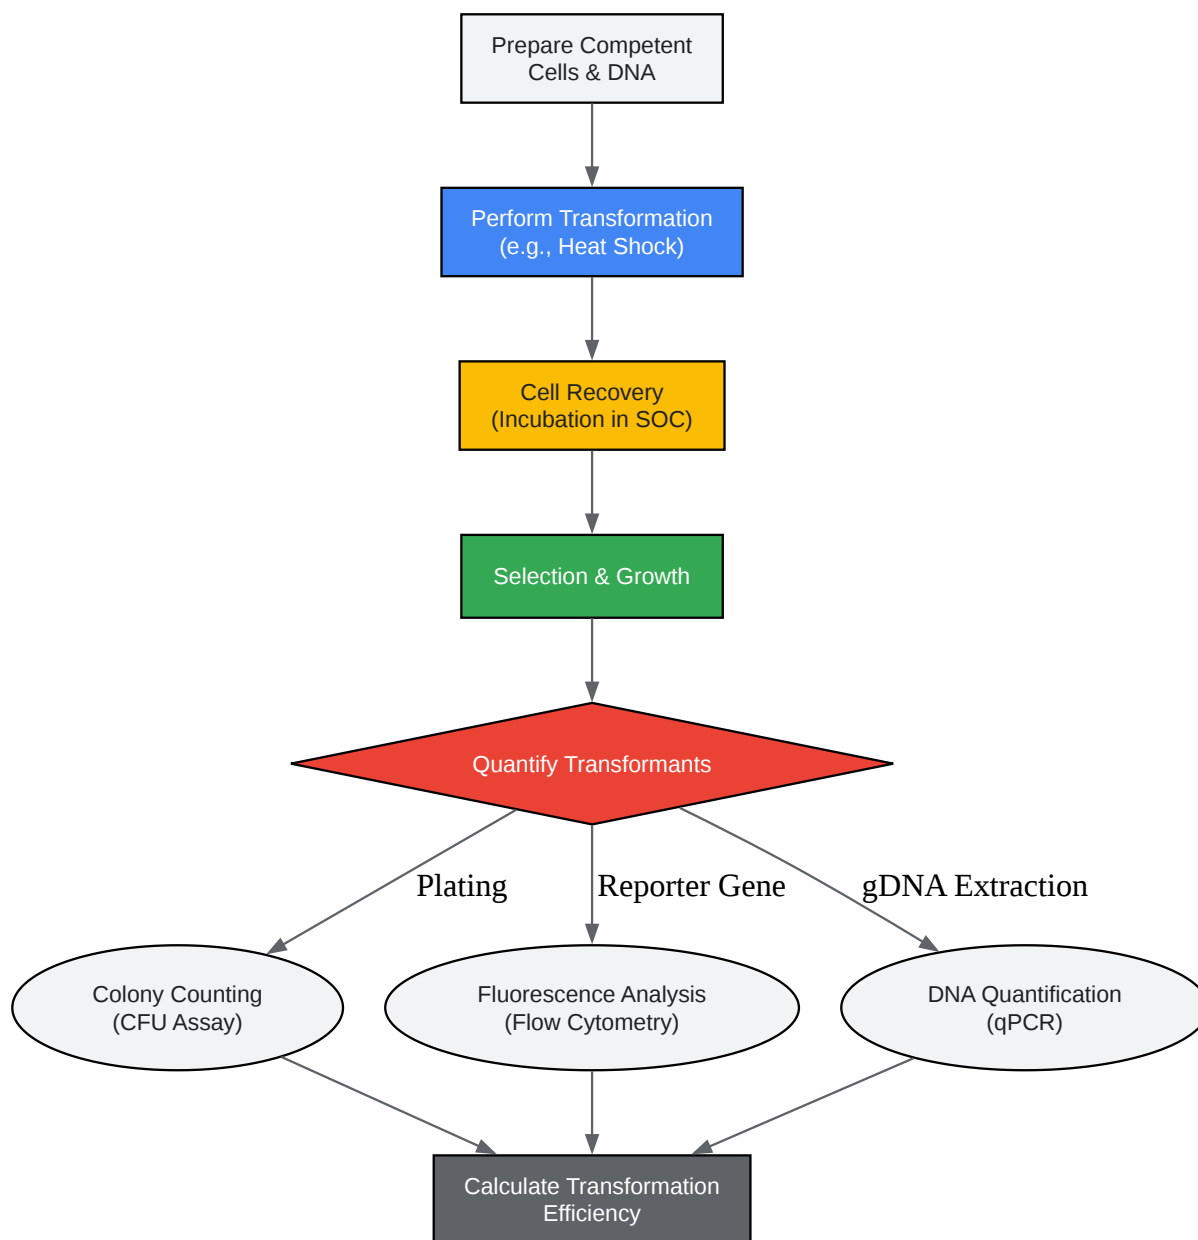 Prepare Competent
Cells & DNA
Perform Transformation
(e.g., Heat Shock)
Cell Recovery
(Incubation in SOC)
Selection & Growth
Quantify Transformants
Plating
Reporter Gene
gDNA Extraction
Colony Counting
(CFU Assay)
Fluorescence Analysis
(Flow Cytometry)
DNA Quantification
(qPCR)
Calculate Transformation
Efficiency